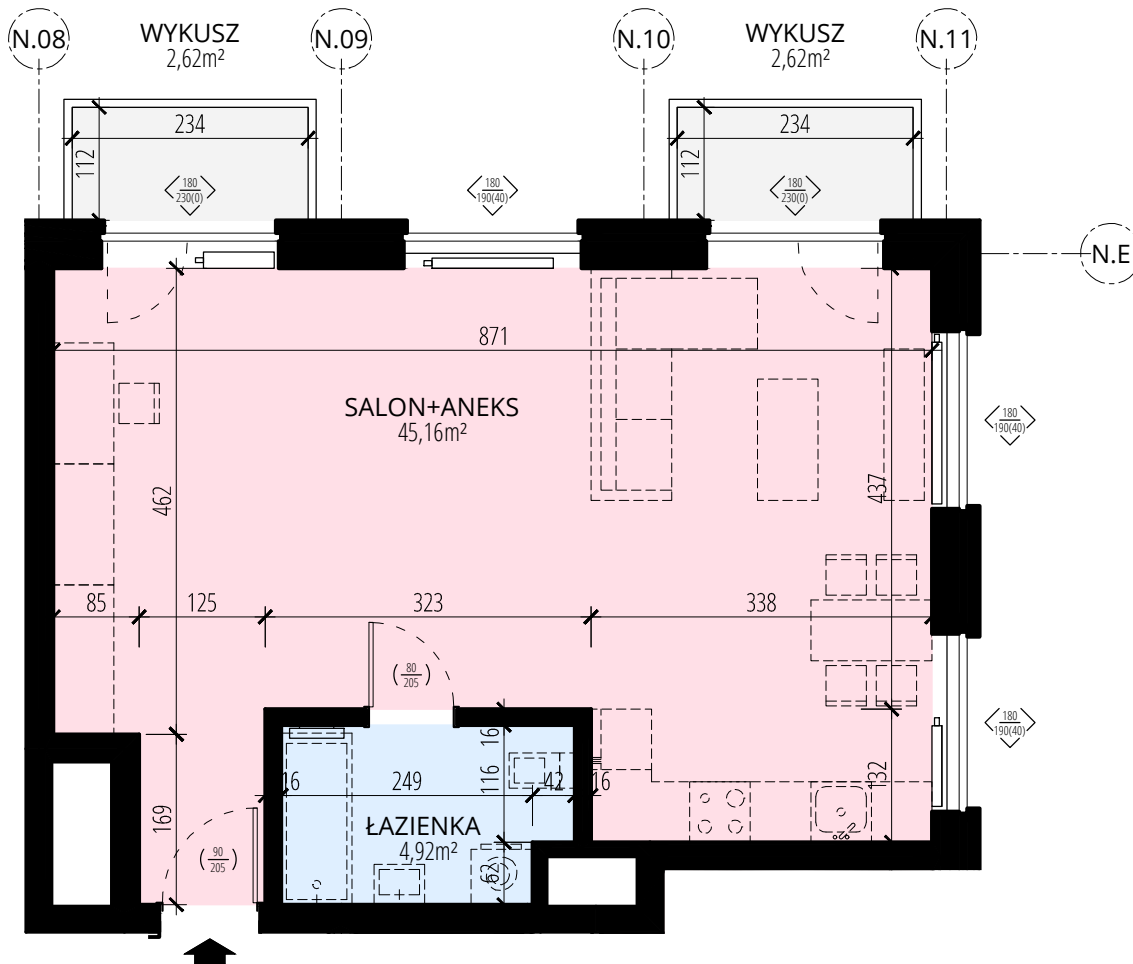 N.08
WYKUSZ
2,62m²
N.09
N.10
WYKUSZ
2,62m²
N.11
234
112
180
230(0)
180
190(40)
234
112
180
230(0)
N.E
871
SALON+ANEKS
45,16m²
180
190(40)
462
437
85
125
323
338
80
205
180
190(40)
16
16
249
116
42
16
132
169
ŁAZIENKA
4,92m²
90
205
62